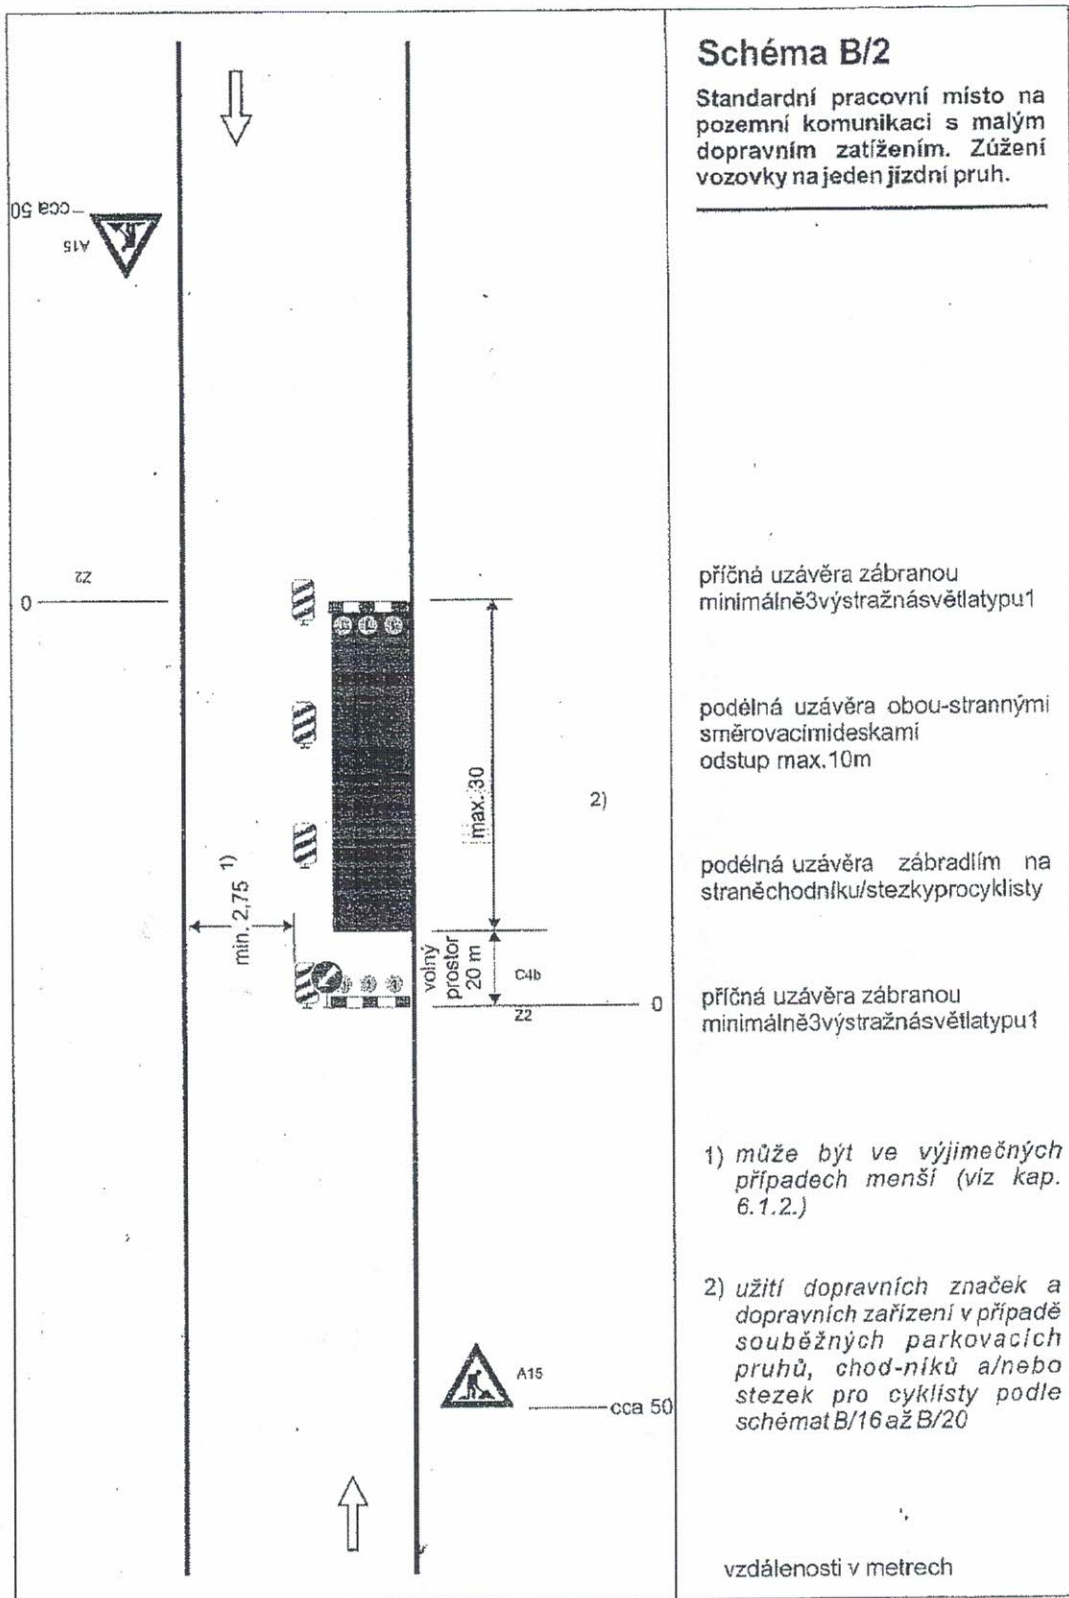 Schéma B/2
Standardní pracovní místo na
pozemní komunikaci s malým
dopravním zatížením. Zúžení
vozovky na jeden jízdní pruh.
cca 50
A15
Z2
0
příčná uzávěra zábranou
minimálně3výstražnásvětlatypu1
podélná uzávěra obou-strannými
směrovacímideskami
odstup max.10m
max. 30
2)
podélná uzávěra zábradlím na
straněchodníku/stezkyprocyklisty
min. 2,75 1)
volný
prostor
20 m
C4b
Z2
0
příčná uzávěra zábranou
minimálně3výstražnásvětlatypu1
1) může být ve výjimečných
případech menší (viz kap.
6.1.2.)
2) užití dopravních značek a
dopravních zařízení v případě
souběžných parkovacích
pruhů, chod-níků a/nebo
stezek pro cyklisty podle
schémat B/16 až B/20
A15
cca 50
vzdálenosti v metrech